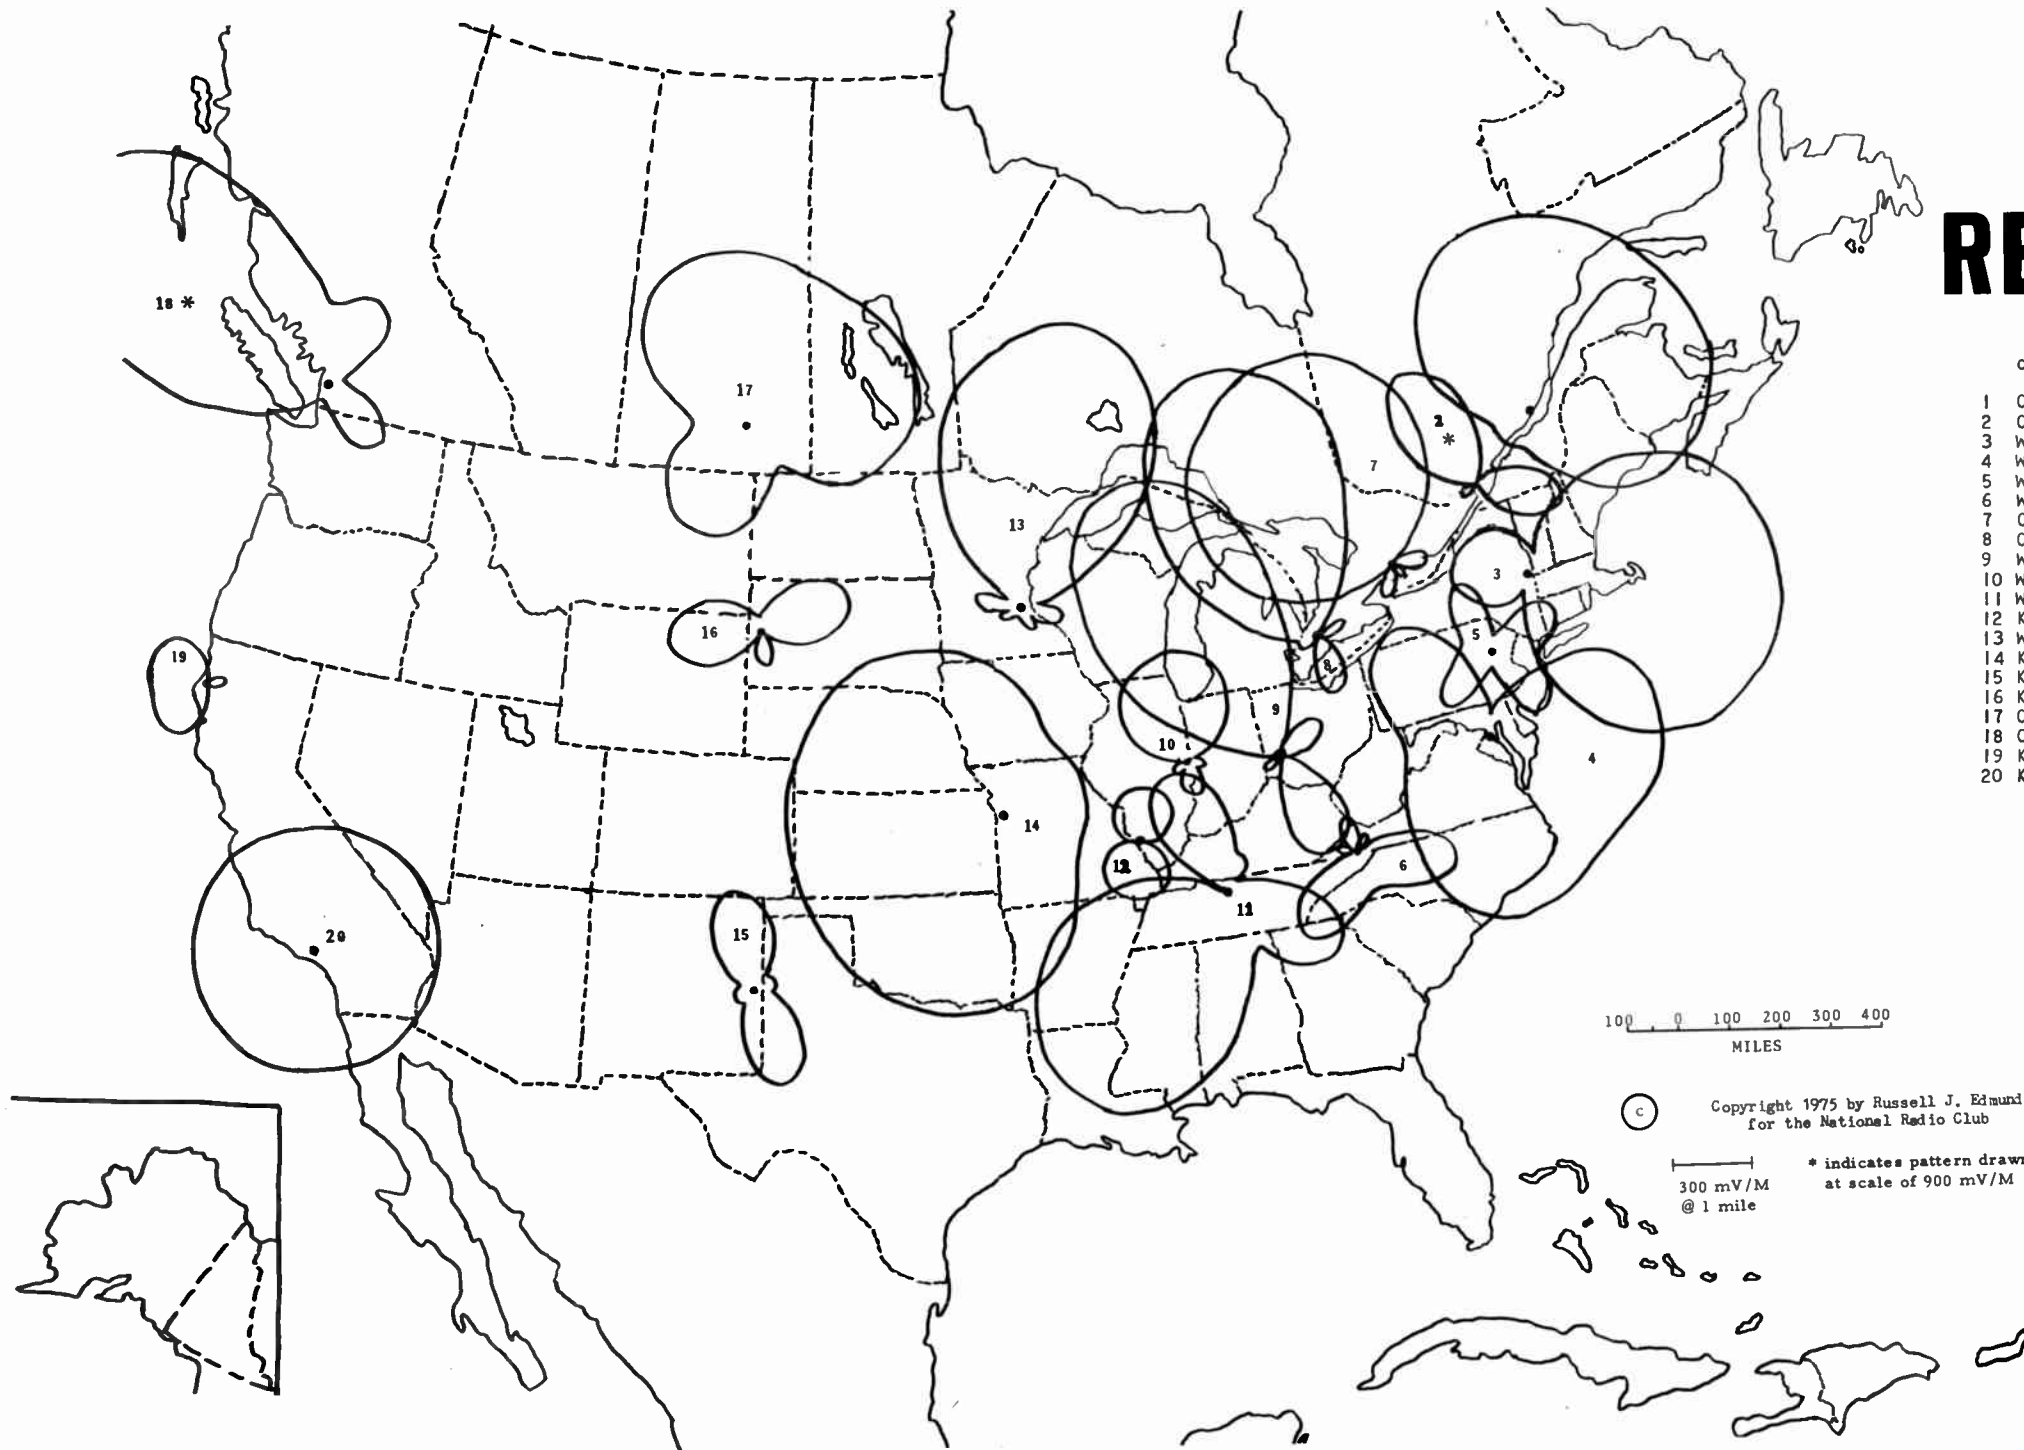 RE
18 *
17
2
*
7
13
3
16
5
19
8
9
10
4
14
12
6
11
15
20
1 C
2 C
3 W
4 W
5 W
6 W
7 C
8 C
9 W
10 W
11 W
12 K
13 W
14 K
15 K
16 K
17 C
18 C
19 K
20 K
100 0 100 200 300 400
MILES
C
Copyright 1975 by Russell J. Edmund
for the National Radio Club
300 mV/M
@ 1 mile
* indicates pattern drawn
at scale of 900 mV/M